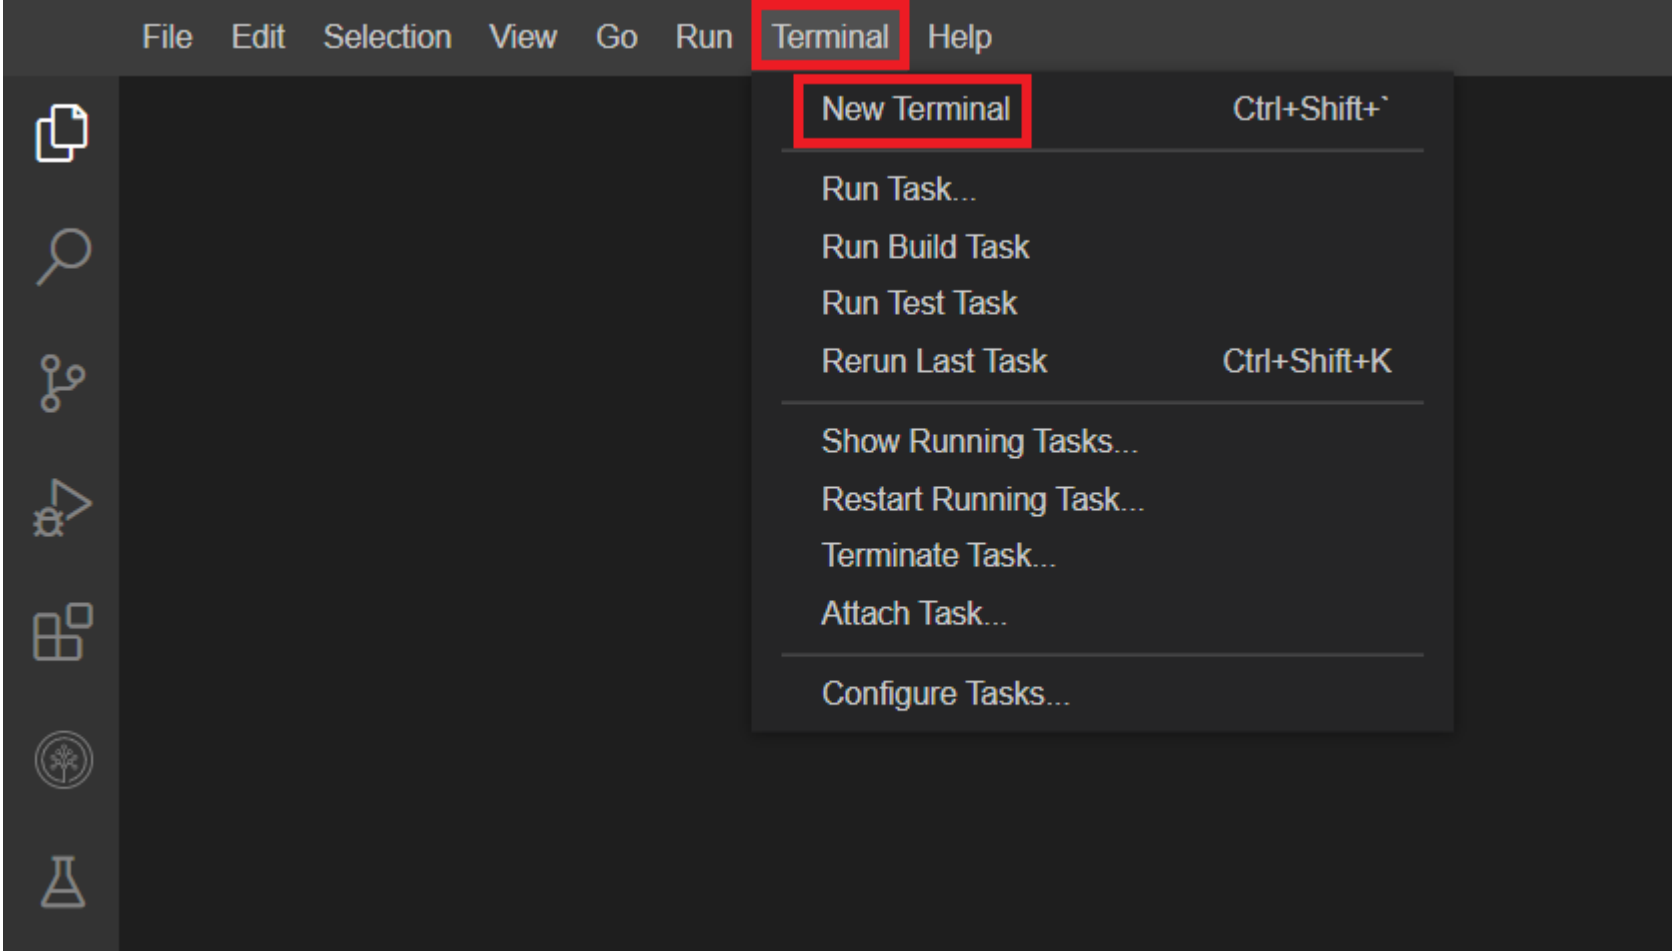 File Edit Selection View Go Run Terminal Help
New Terminal Ctrl+Shift+`
Run Task...
Run Build Task
Run Test Task
Rerun Last Task Ctrl+Shift+K
Show Running Tasks...
Restart Running Task...
Terminate Task...
Attach Task...
Configure Tasks...